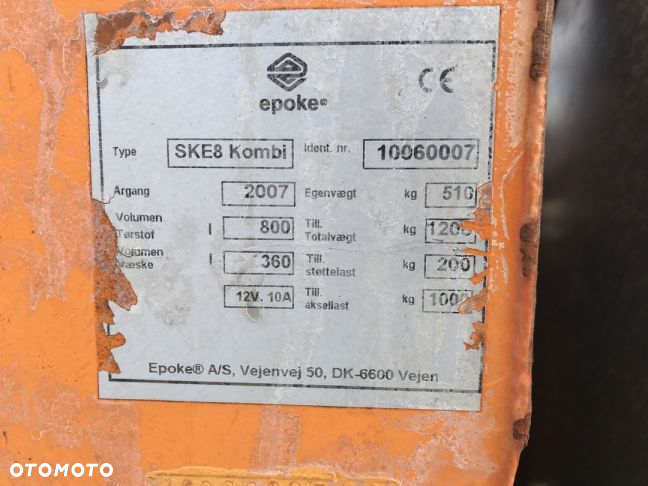 epoke®
CE
Type SKE8 Kombi Ident. nr. 10060007
Årgang 2007 Egenvægt kg 510
Volumen Tørstof l 800 Till. Totalvægt kg 1200
Volumen Væske l 360 Till. støttelast kg 200
12V. 10A Till. aksellast kg 1000
Epoke® A/S, Vejenvej 50, DK-6600 Vejen
OTOMOTO